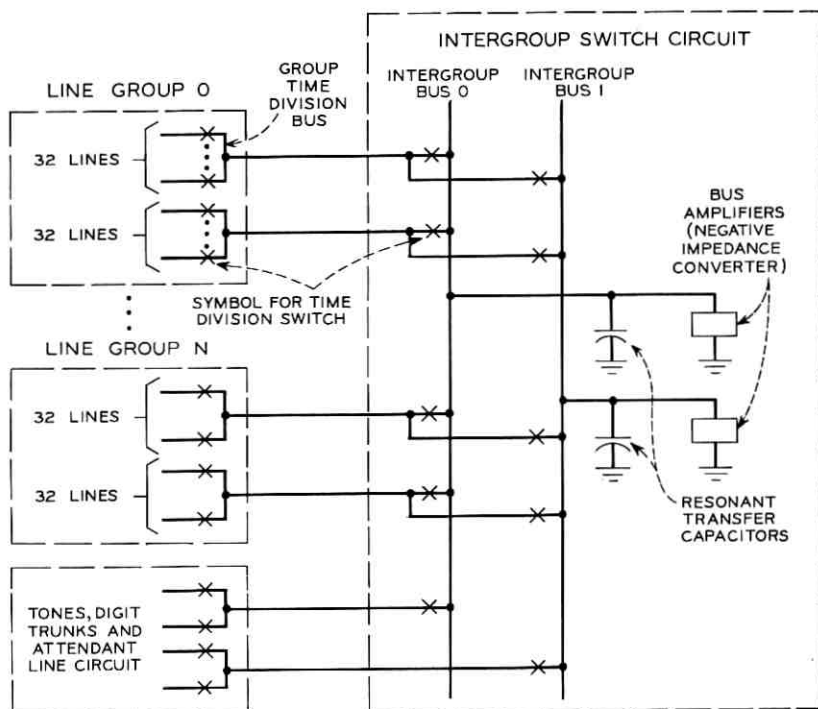 INTERGROUP SWITCH CIRCUIT
INTERGROUP
BUS 0
INTERGROUP
BUS 1
GROUP
TIME
DIVISION
BUS
LINE GROUP 0
32 LINES
32 LINES
SYMBOL FOR TIME
DIVISION SWITCH
BUS
AMPLIFIERS
(NEGATIVE
IMPEDANCE
CONVERTER)
LINE GROUP N
32 LINES
32 LINES
RESONANT
TRANSFER
CAPACITORS
TONES, DIGIT
TRUNKS AND
ATTENDANT
LINE CIRCUIT